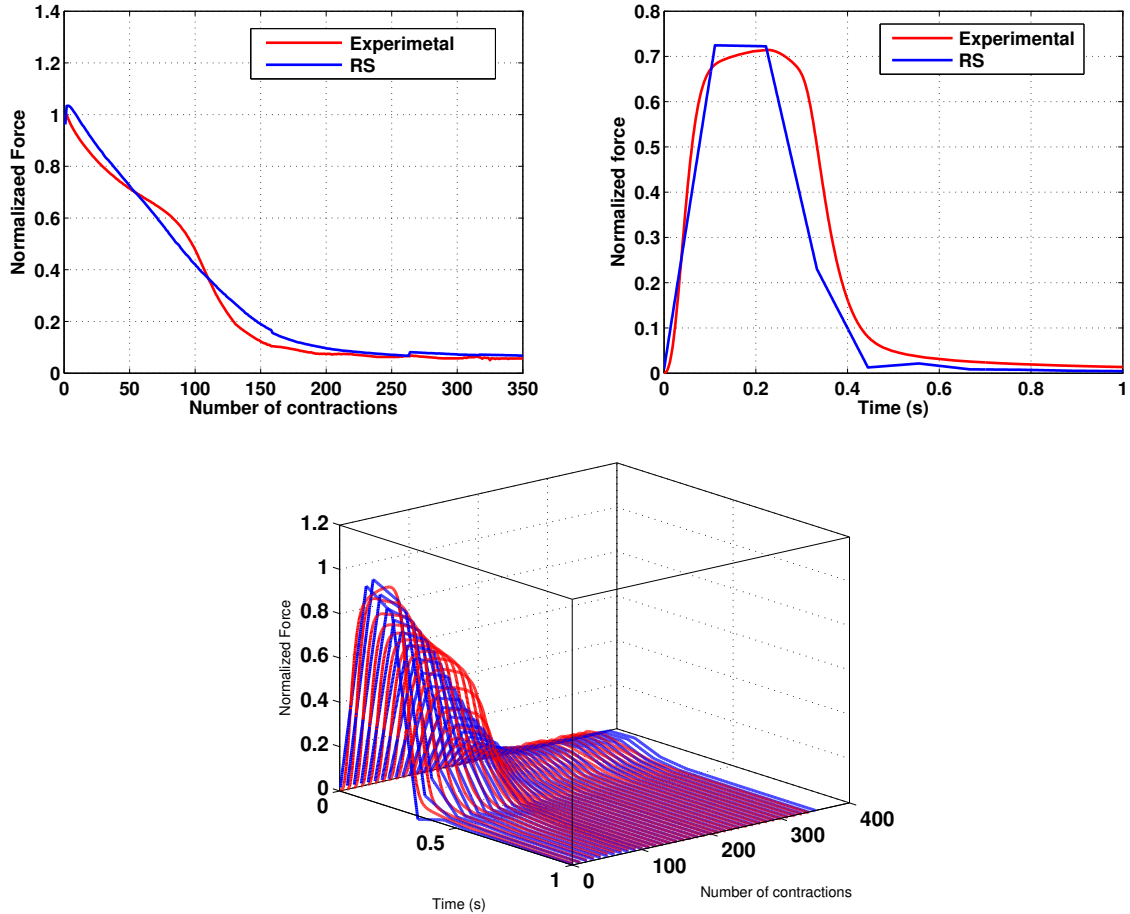 1.4
1.2
1
0.8
0.6
0.4
0.2
0
0 50 100 150 200 250 300 350
Normalizaed Force
Number of contractions
Experimetal
RS
0.8
0.7
0.6
0.5
0.4
0.3
0.2
0.1
0
0 0.2 0.4 0.6 0.8 1
Normalized force
Time (s)
Experimental
RS
1.2
1
0.8
0.6
0.4
0.2
0
Normalized Force
0
0.5
1
Time (s)
0
100
200
300
400
Number of contractions